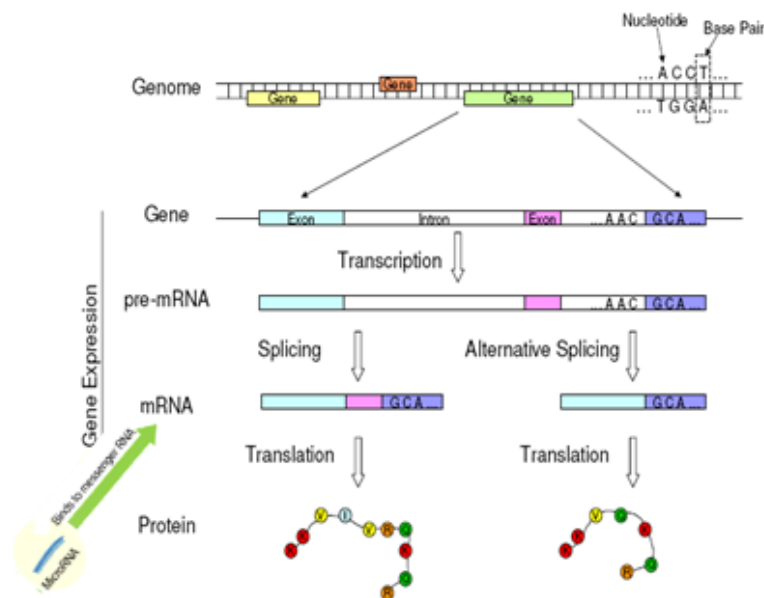 Nucleotide
Base Pair
... A C C T ...
Genome
Gene
Gene
Gene
... T G G A ...
Gene
Exon
Intron
Exon
... A A C
G C A ...
Transcription
pre-mRNA
... A A C
G C A ...
Splicing
Alternative Splicing
Gene Expression
mRNA
G C A ...
G C A ...
Binds to messenger RNA
Translation
Translation
Protein
MicroRNA
K K V I V R
K
R
K K V
K
R